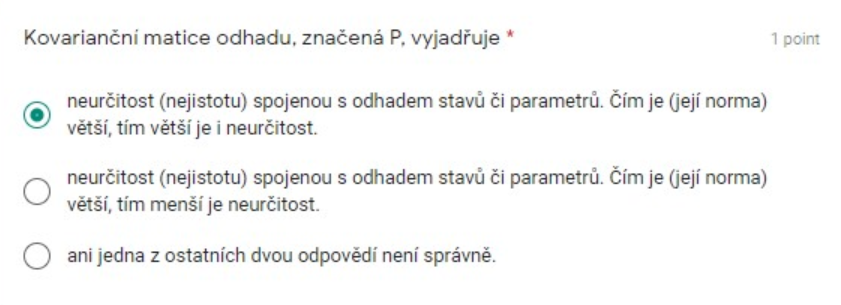 Kovarianční matice odhadu, značená P, vyjadřuje *
1 point
neurčitost (nejistotu) spojenou s odhadem stavů či parametrů. Čím je (její norma)
větší, tím větší je i neurčitost.
neurčitost (nejistotu) spojenou s odhadem stavů či parametrů. Čím je (její norma)
větší, tím menší je neurčitost.
ani jedna z ostatních dvou odpovědí není správně.